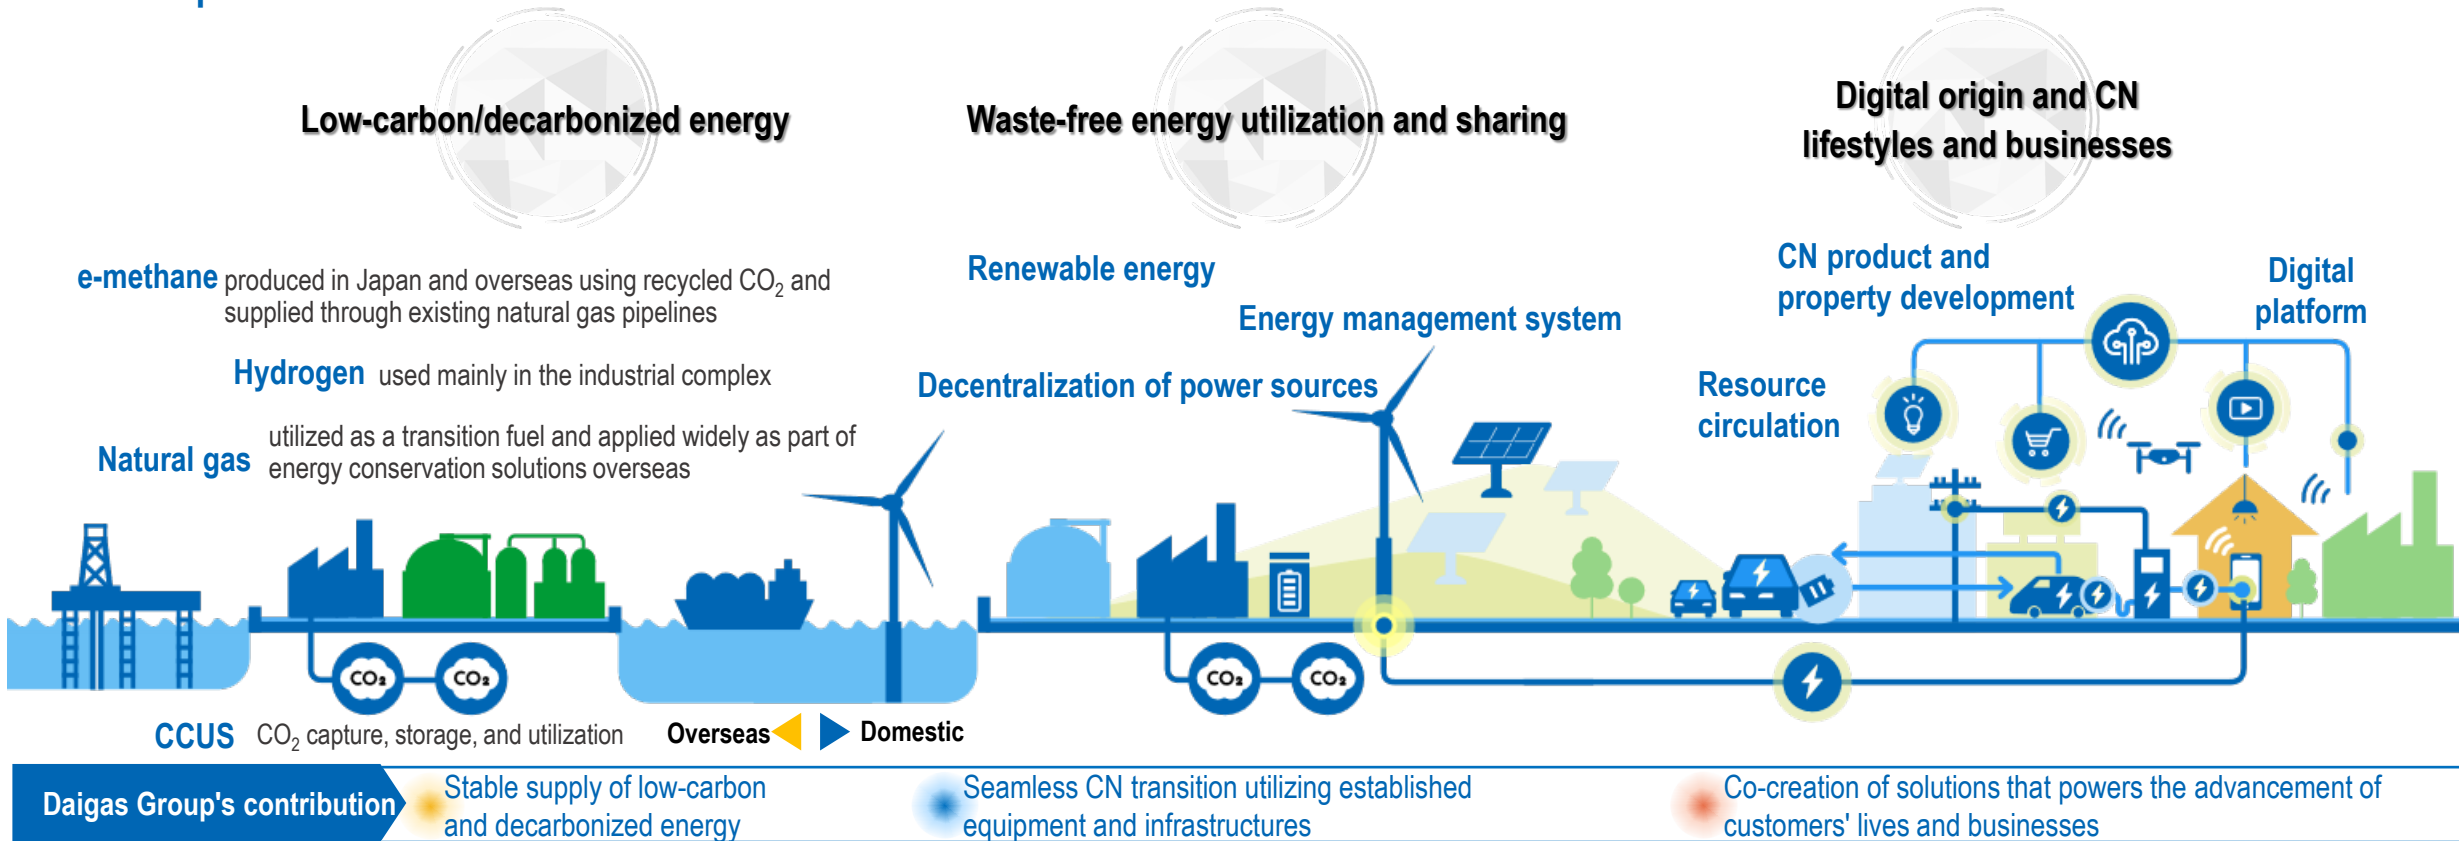 Low-carbon/decarbonized energy
Waste-free energy utilization and sharing
Digital origin and CN
lifestyles and businesses
e-methane produced in Japan and overseas using recycled CO₂ and
supplied through existing natural gas pipelines
Hydrogen used mainly in the industrial complex
Natural gas utilized as a transition fuel and applied widely as part of
energy conservation solutions overseas
Renewable energy
Energy management system
Decentralization of power sources
CN product and
property development
Digital
platform
Resource
circulation
CO₂
CO₂
CO₂
CO₂
CCUS CO₂ capture, storage, and utilization
Overseas
Domestic
Daigas Group's contribution
Stable supply of low-carbon
and decarbonized energy
Seamless CN transition utilizing established
equipment and infrastructures
Co-creation of solutions that powers the advancement of
customers' lives and businesses